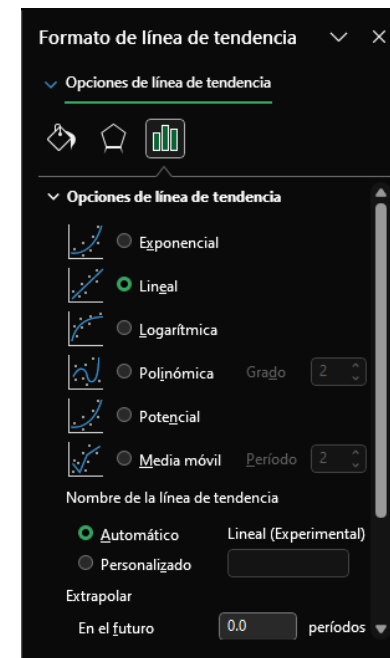 Formato de línea de tendencia
Opciones de línea de tendencia
Opciones de línea de tendencia
Exponencial
Lineal
Logarítmica
Polinómica Grado 2
Potencial
Media móvil Período 2
Nombre de la línea de tendencia
Automático Lineal (Experimental)
Personalizado
Extrapolar
En el futuro 0.0 períodos